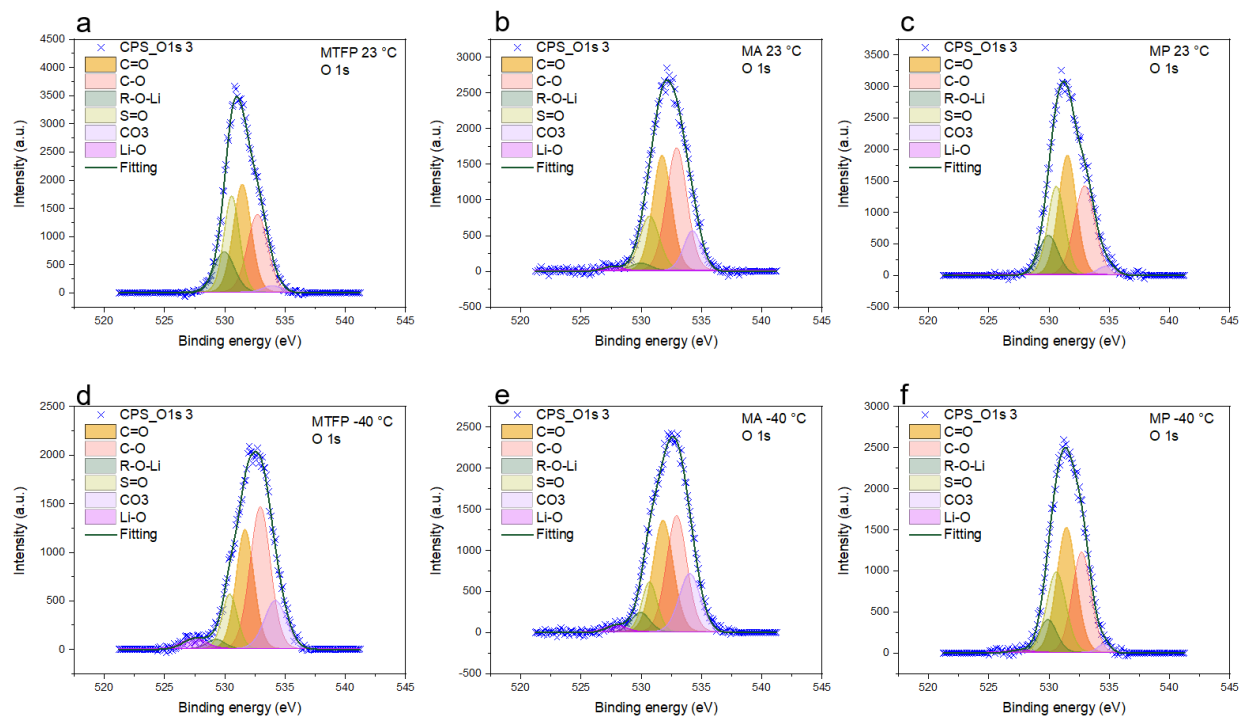 a
CPS_O1s 3
C=O
C-O
R-O-Li
S=O
CO3
Li-O
Fitting
MTFP 23 °C
O 1s
4500
4000
3500
3000
2500
2000
1500
1000
500
0
520
525
530
535
540
545
Intensity (a.u.)
Binding energy (eV)
b
CPS_O1s 3
C=O
C-O
R-O-Li
S=O
CO3
Li-O
Fitting
MA 23 °C
O 1s
3000
2500
2000
1500
1000
500
0
-500
520
525
530
535
540
545
Intensity (a.u.)
Binding energy (eV)
c
CPS_O1s 3
C=O
C-O
R-O-Li
S=O
CO3
Li-O
Fitting
MP 23 °C
O 1s
3500
3000
2500
2000
1500
1000
500
0
-500
520
525
530
535
540
545
Intensity (a.u.)
Binding energy (eV)
d
CPS_O1s 3
C=O
C-O
R-O-Li
S=O
CO3
Li-O
Fitting
MTFP -40 °C
O 1s
2500
2000
1500
1000
500
0
520
525
530
535
540
545
Intensity (a.u.)
Binding energy (eV)
e
CPS_O1s 3
C=O
C-O
R-O-Li
S=O
CO3
Li-O
Fitting
MA -40 °C
O 1s
2500
2000
1500
1000
500
0
-500
520
525
530
535
540
545
Intensity (a.u.)
Binding energy (eV)
f
CPS_O1s 3
C=O
C-O
R-O-Li
S=O
CO3
Li-O
Fitting
MP -40 °C
O 1s
3000
2500
2000
1500
1000
500
0
520
525
530
535
540
545
Intensity (a.u.)
Binding energy (eV)